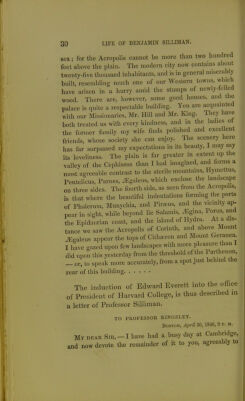 30 LIFE OF BENJAMIN SILLIMAN.
sea; for the Acropolis cannot be more than two hundred
feet above the plain. The modern city now contains about
twenty-five thousand inhabitants, and is in general miserably
built, resembling much one of our Western towns, which
have arisen in a hurry amid the stumps of newly-felled
wood. There are, however, some good houses, and the
palace is quite a respectable building. You are acquainted
with our Missionaries, Mr. Hill and Mr. King. They have
both treated us with every kindness, and in the ladies of
the former family my wife finds polished and excellent
friends, whose society she can enjoy. The scenery here
has far surpassed my expectations in its beauty, I may say
its loveliness. The plain is far greater in extent up the
valley of the Cephissus than I had imagined, and forms a
most agreeable contrast to the sterile mountains, Hymettus,
Pentelicus, Parnes, Ægaleus, which enclose the landscape
on three sides. The fourth side, as seen from the Acropolis,
is that where the beautiful indentations forming the ports
of Phalerum, Munychia, and Piræus, and the vicinity ap-
pear in sight, while beyond lie Salamis, Ægina, Poros, and
the Epidaurian coast, and the island of Hydra. At a dis-
tance we saw the Acropolis of Corinth, and above Mount
Ægaleus appear the tops of Cithæron and Mount Geranea.
I have gazed upon few landscapes with more pleasure than I
did upon this yesterday from the threshold of the Parthenon,
— or, to speak more accurately, from a spot just behind the
rear of this building. . . . . .
The induction of Edward Everett into the office
of President of Harvard College, is thus described in
a letter of Professor Silliman.
TO PROFESSOR KINGSLEY.
BOSTON, April 30, 1846, 9 P. M.
MY DEAR SIR, — I have had a busy day at Cambridge,
and now devote the remainder of it to you, agreeably to